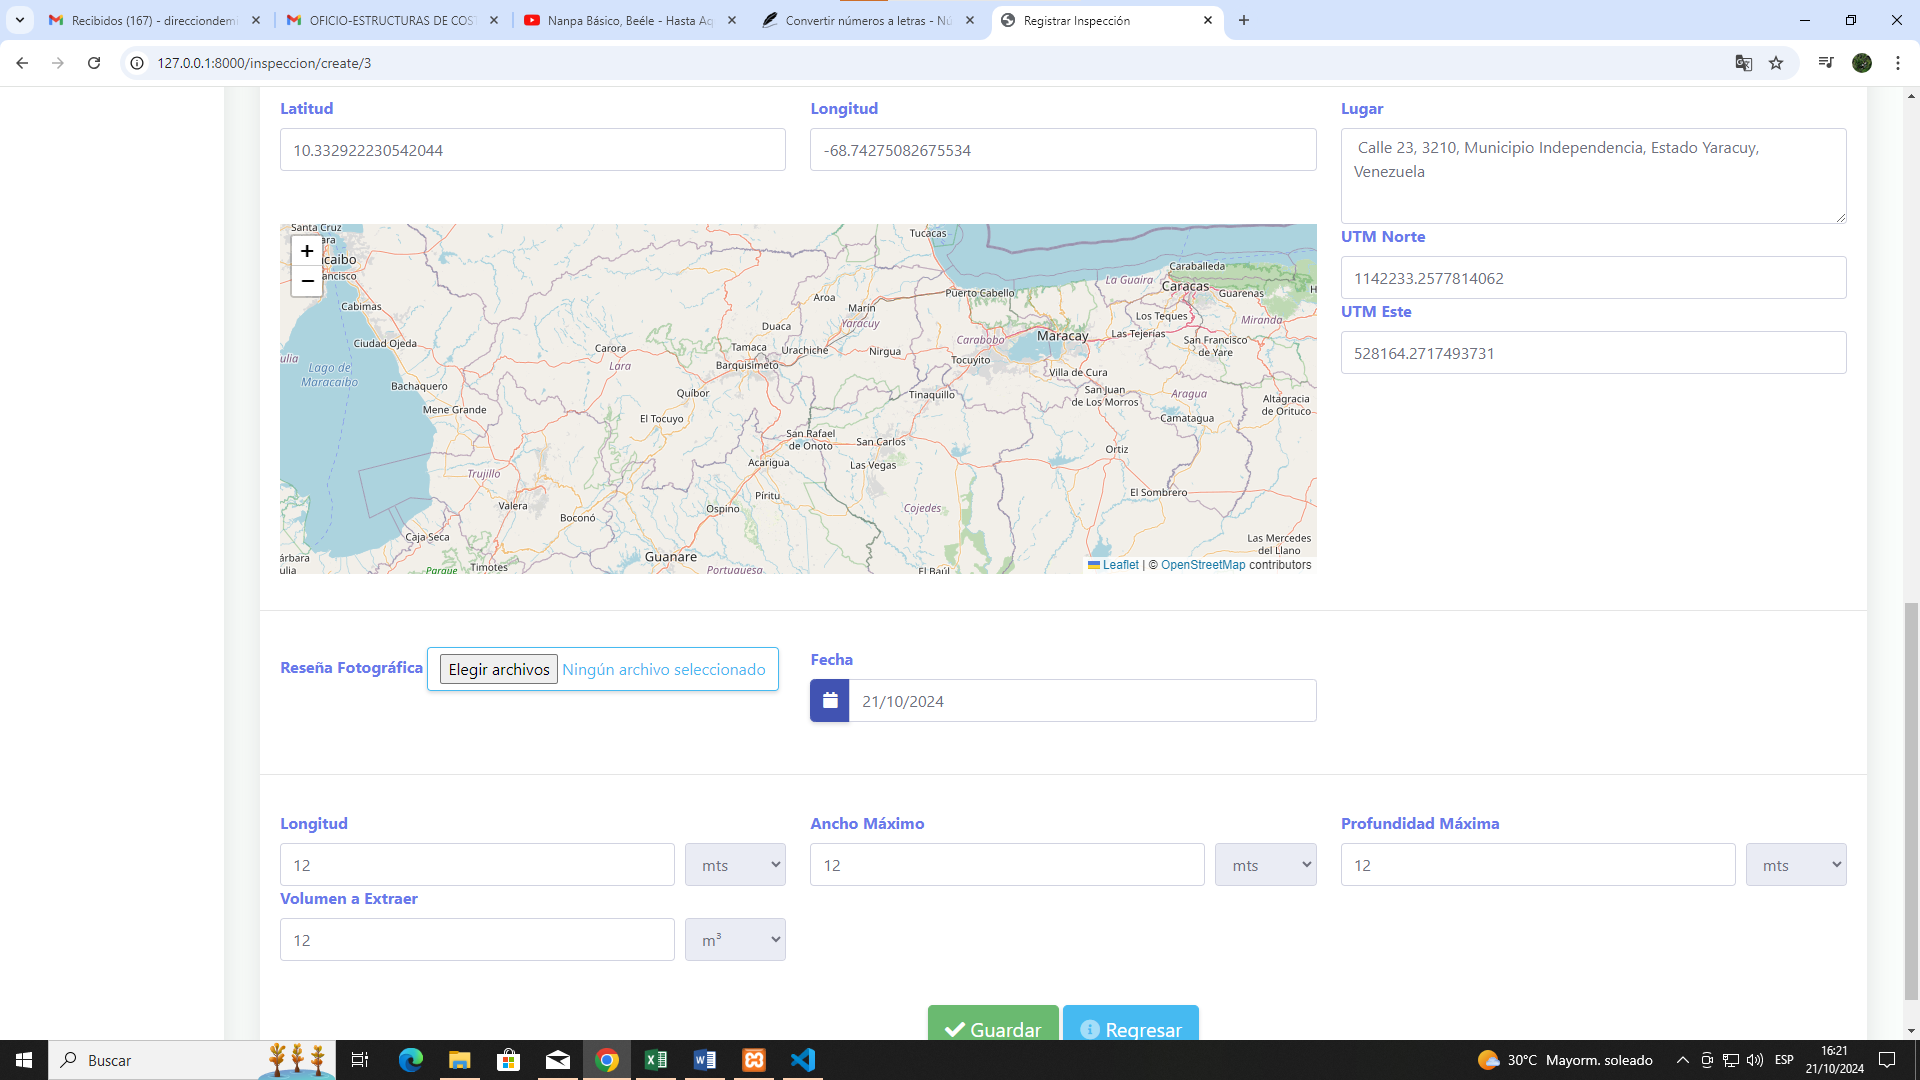 Recibidos (167) - direcciondemi
OFICIO-ESTRUCTURAS DE COST
Nanpa Básico, Beéle - Hasta Aq
Convertir números a letras - Nú
Registrar Inspección
127.0.0.1:8000/inspeccion/create/3
Latitud
Longitud
Lugar
10.332922230542044
-68.74275082675534
Calle 23, 3210, Municipio Independencia, Estado Yaracuy,
Venezuela
UTM Norte
1142233.2577814062
UTM Este
528164.2717493731
+
−
Santa Cruz
ara
caibo
ancisco
Cabimas
Ciudad Ojeda
ulia
Lago de
Maracaibo
Bachaquero
Mene Grande
Carora
Lara
Quíbor
El Tocuyo
Trujillo
Valera
Boconó
Caja Seca
árbara
ulia
Timotes
Parque
Guanare
Portuguesa
Tucacas
Aroa
Marín
Yaracuy
Duaca
Tamaca
Urachiche
Barquisimeto
Nirgua
San Rafael
de Onoto
San Carlos
Acarigua
Las Vegas
Píritu
Ospino
Cojedes
El Baúl
Puerto Cabello
Carabobo
Tocuyito
Tinaquillo
La Guaira
Caraballeda
Caracas
Guarenas
H
Los Teques
Miranda
Maracay
Las Tejerías
San Francisco
de Yare
Villa de Cura
San Juan
de Los Morros
Aragua
Altagracia
de Orituco
Camatagua
Ortiz
El Sombrero
Las Mercedes
del Llano
Leaflet | © OpenStreetMap contributors
Reseña Fotográfica
Elegir archivos Ningún archivo seleccionado
Fecha
21/10/2024
Longitud
Ancho Máximo
Profundidad Máxima
12
mts
12
mts
12
mts
Volumen a Extraer
12
m³
Guardar
Regresar
Buscar
30°C Mayorm. soleado
ESP
16:21
21/10/2024